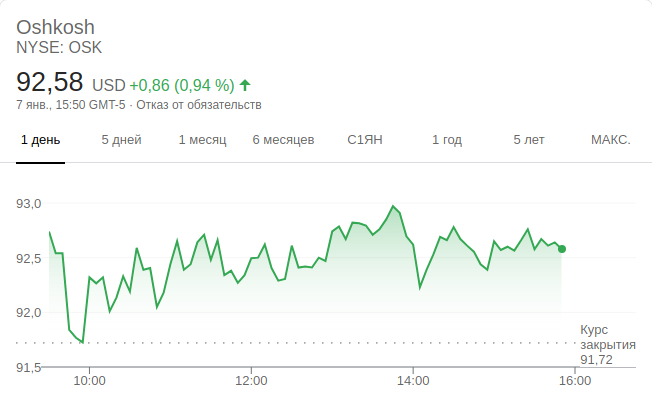 Oshkosh
NYSE: OSK
92,58 USD +0,86 (0,94 %)
7 янв., 15:50 GMT-5 · Отказ от обязательств
1 день 5 дней 1 месяц 6 месяцев С1ЯН 1 год 5 лет МАКС.
93,0
92,5
92,0
Курс
закрытия
91,72
91,5
10:00 12:00 14:00 16:00